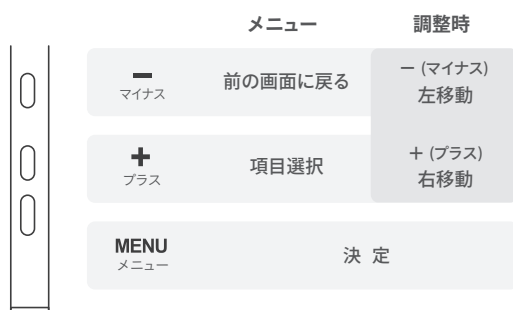 メニュー 調整時
ー マイナス 前の画面に戻る ー (マイナス) 左移動
+ プラス 項目選択 + (プラス) 右移動
MENU メニュー 決 定